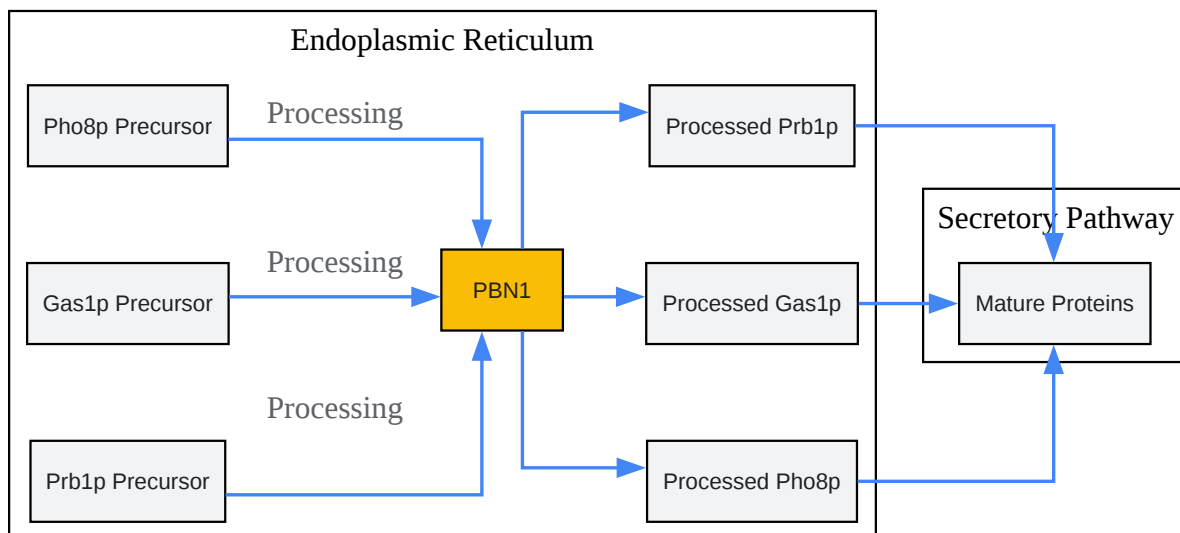 Endoplasmic Reticulum
Pho8p Precursor
Processing
Processed Prb1p
Secretory Pathway
Gas1p Precursor
Processing
PBN1
Processed Gas1p
Mature Proteins
Processing
Prb1p Precursor
Processed Pho8p